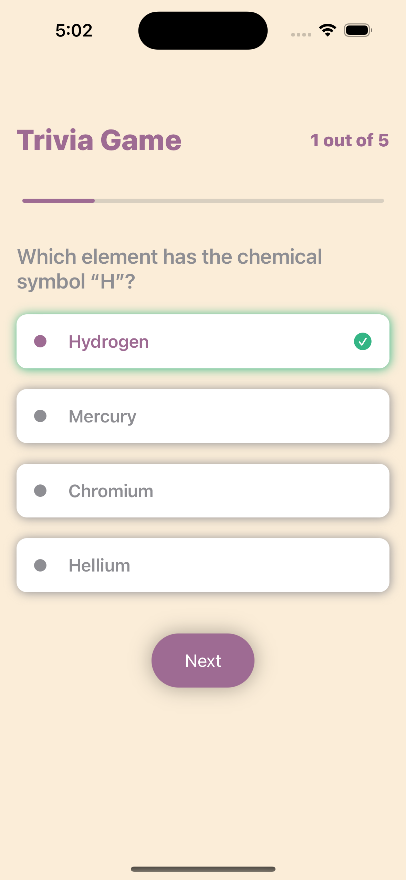 5:02
Trivia Game
1 out of 5
Which element has the chemical
symbol “H”?
Hydrogen
Mercury
Chromium
Hellium
Next